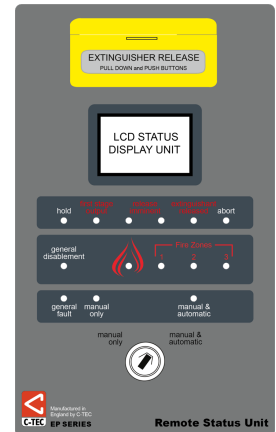 EXTINGUISHER RELEASE
PULL DOWN and PUSH BUTTONS
LCD STATUS
DISPLAY UNIT
hold
abort
general
disablement
Fire Zones
1 2 3
general
fault
manual
only
manual &
automatic
manual
only
manual &
automatic
C-TEC
Manufactured in
England by C-TEC
EP SERIES
Remote Status Unit